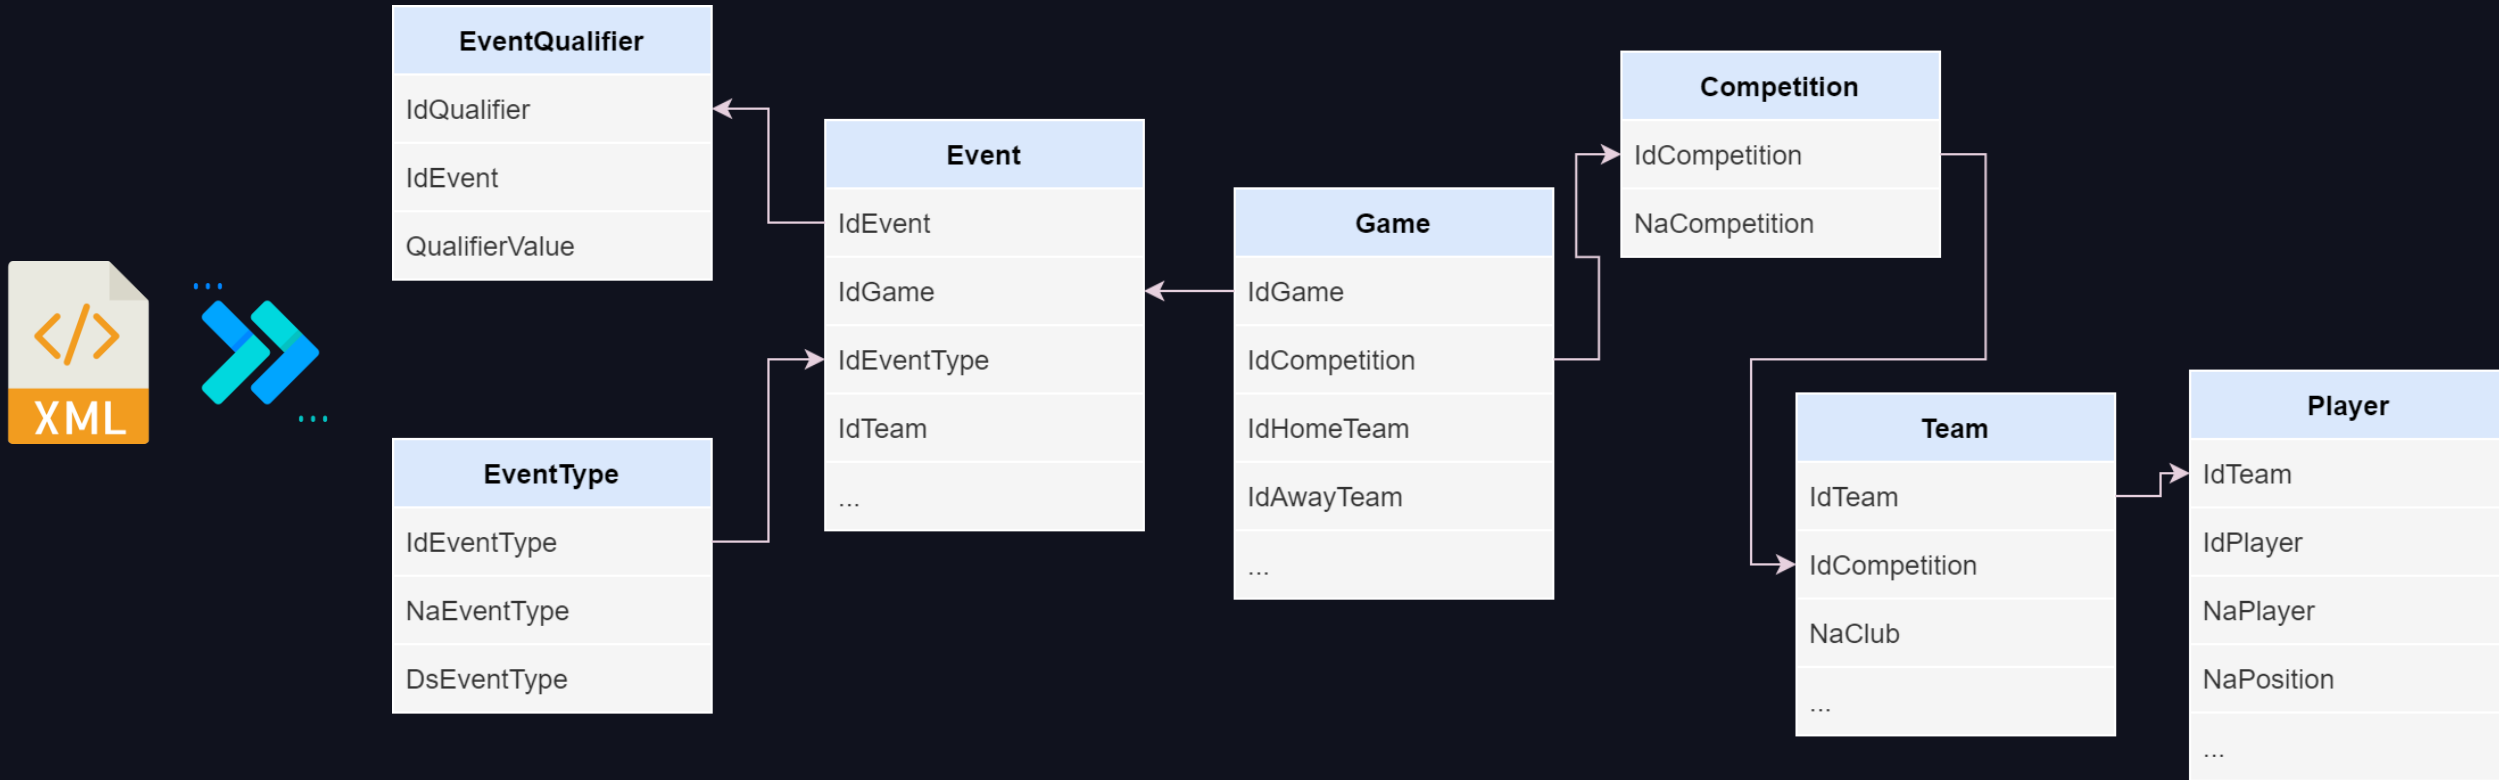 XML
EventQualifier
IdQualifier
IdEvent
QualifierValue
EventType
IdEventType
NaEventType
DsEventType
Event
IdEvent
IdGame
IdEventType
IdTeam
...
Game
IdGame
IdCompetition
IdHomeTeam
IdAwayTeam
...
Competition
IdCompetition
NaCompetition
Team
IdTeam
IdCompetition
NaClub
...
Player
IdTeam
IdPlayer
NaPlayer
NaPosition
...